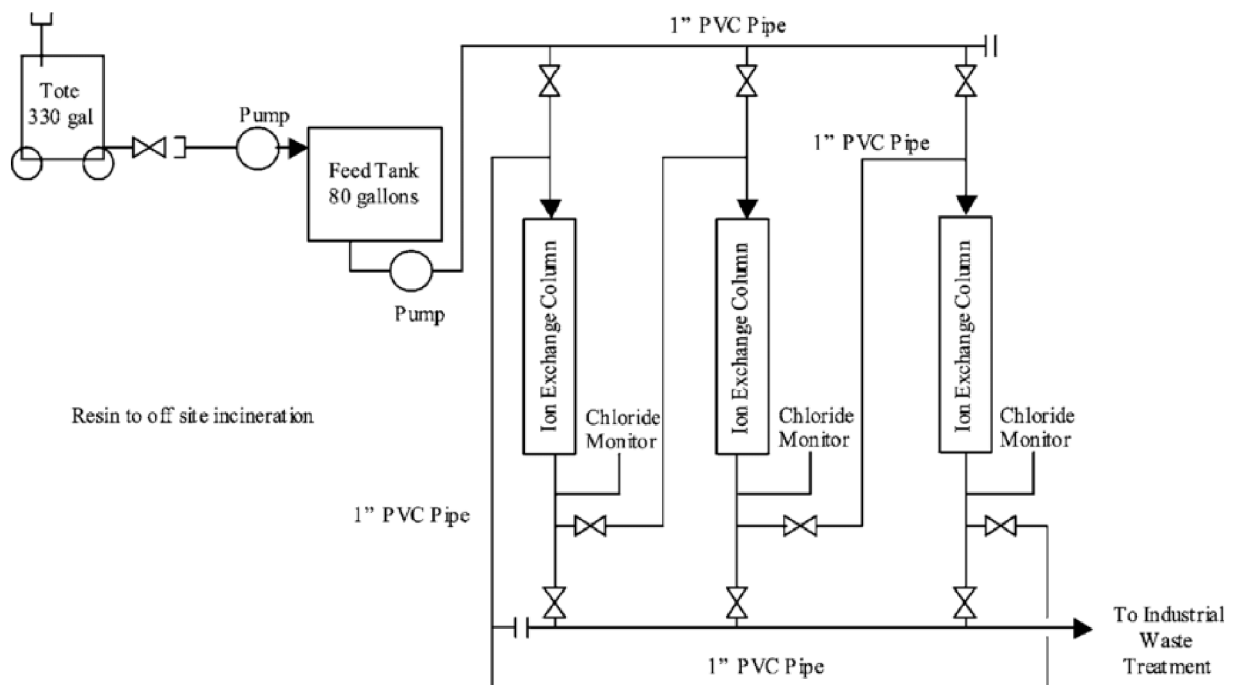 1” PVC Pipe
Tote
330 gal
Pump
Feed Tank
80 gallons
Pump
1” PVC Pipe
Ion Exchange Column
Ion Exchange Column
Ion Exchange Column
Resin to off site incineration
Chloride
Monitor
Chloride
Monitor
Chloride
Monitor
1” PVC Pipe
To Industrial
Waste
Treatment
1” PVC Pipe